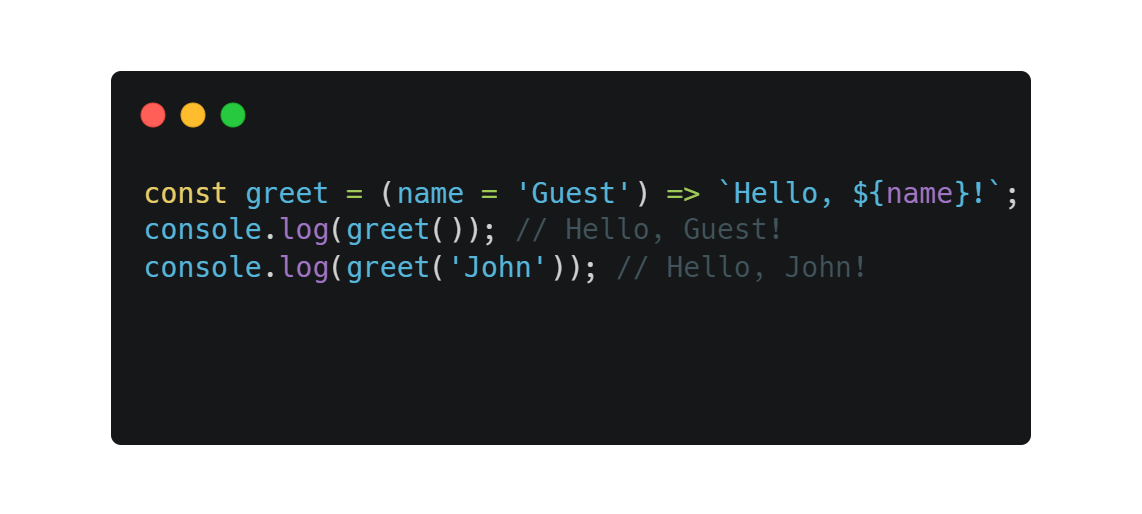 const greet = (name = 'Guest') => `Hello, ${name}!`;
console.log(greet()); // Hello, Guest!
console.log(greet('John')); // Hello, John!